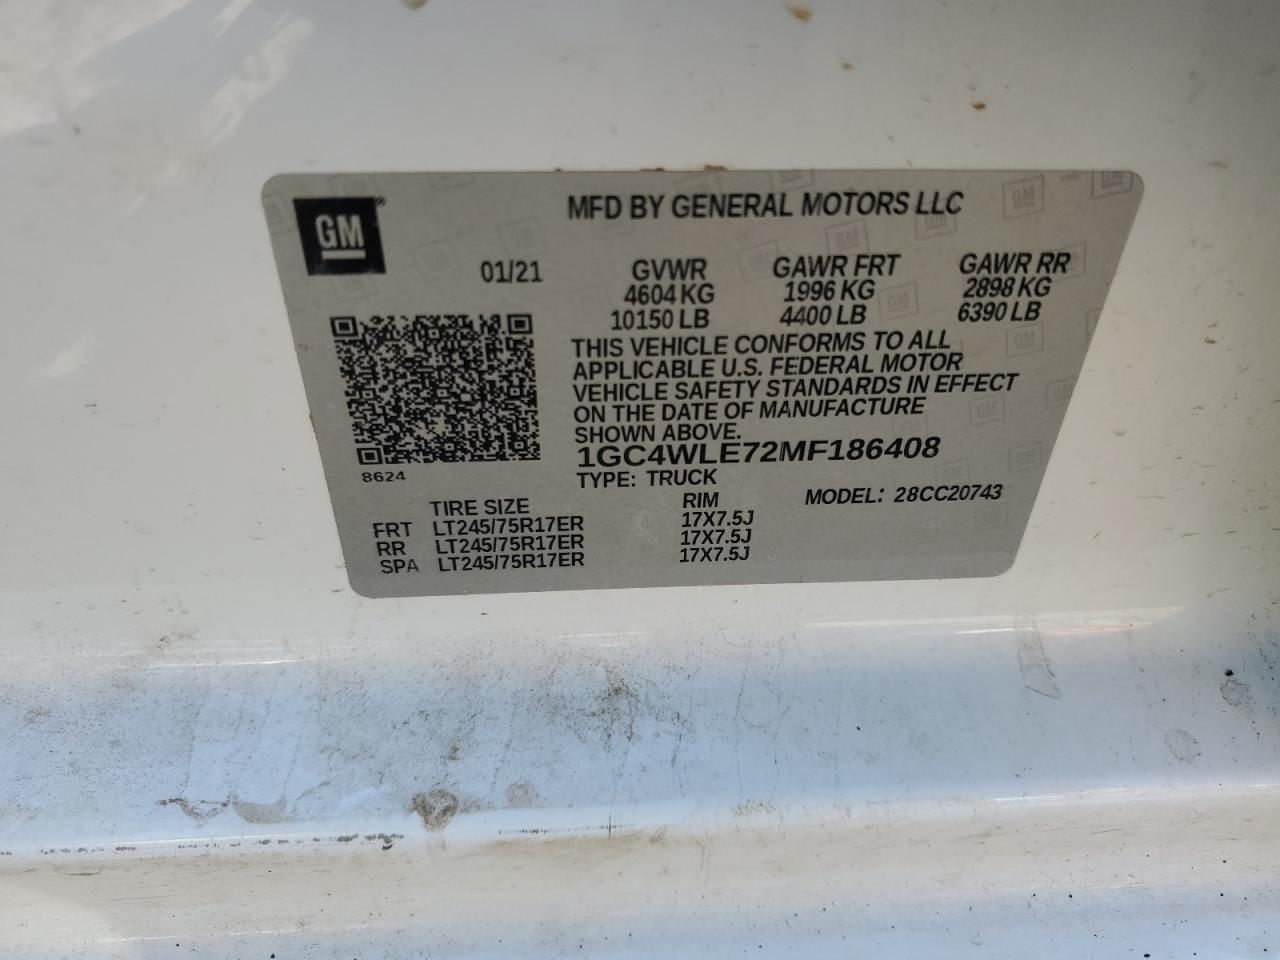 GM®
MFD BY GENERAL MOTORS LLC
01/21 GVWR GAWR FRT GAWR RR
4604 KG 1996 KG 2898 KG
10150 LB 4400 LB 6390 LB
THIS VEHICLE CONFORMS TO ALL
APPLICABLE U.S. FEDERAL MOTOR
VEHICLE SAFETY STANDARDS IN EFFECT
ON THE DATE OF MANUFACTURE
SHOWN ABOVE.
1GC4WLE72MF186408
8624
TYPE: TRUCK
MODEL: 28CC20743
TIRE SIZE RIM
FRT LT245/75R17ER 17X7.5J
RR LT245/75R17ER 17X7.5J
SPA LT245/75R17ER 17X7.5J